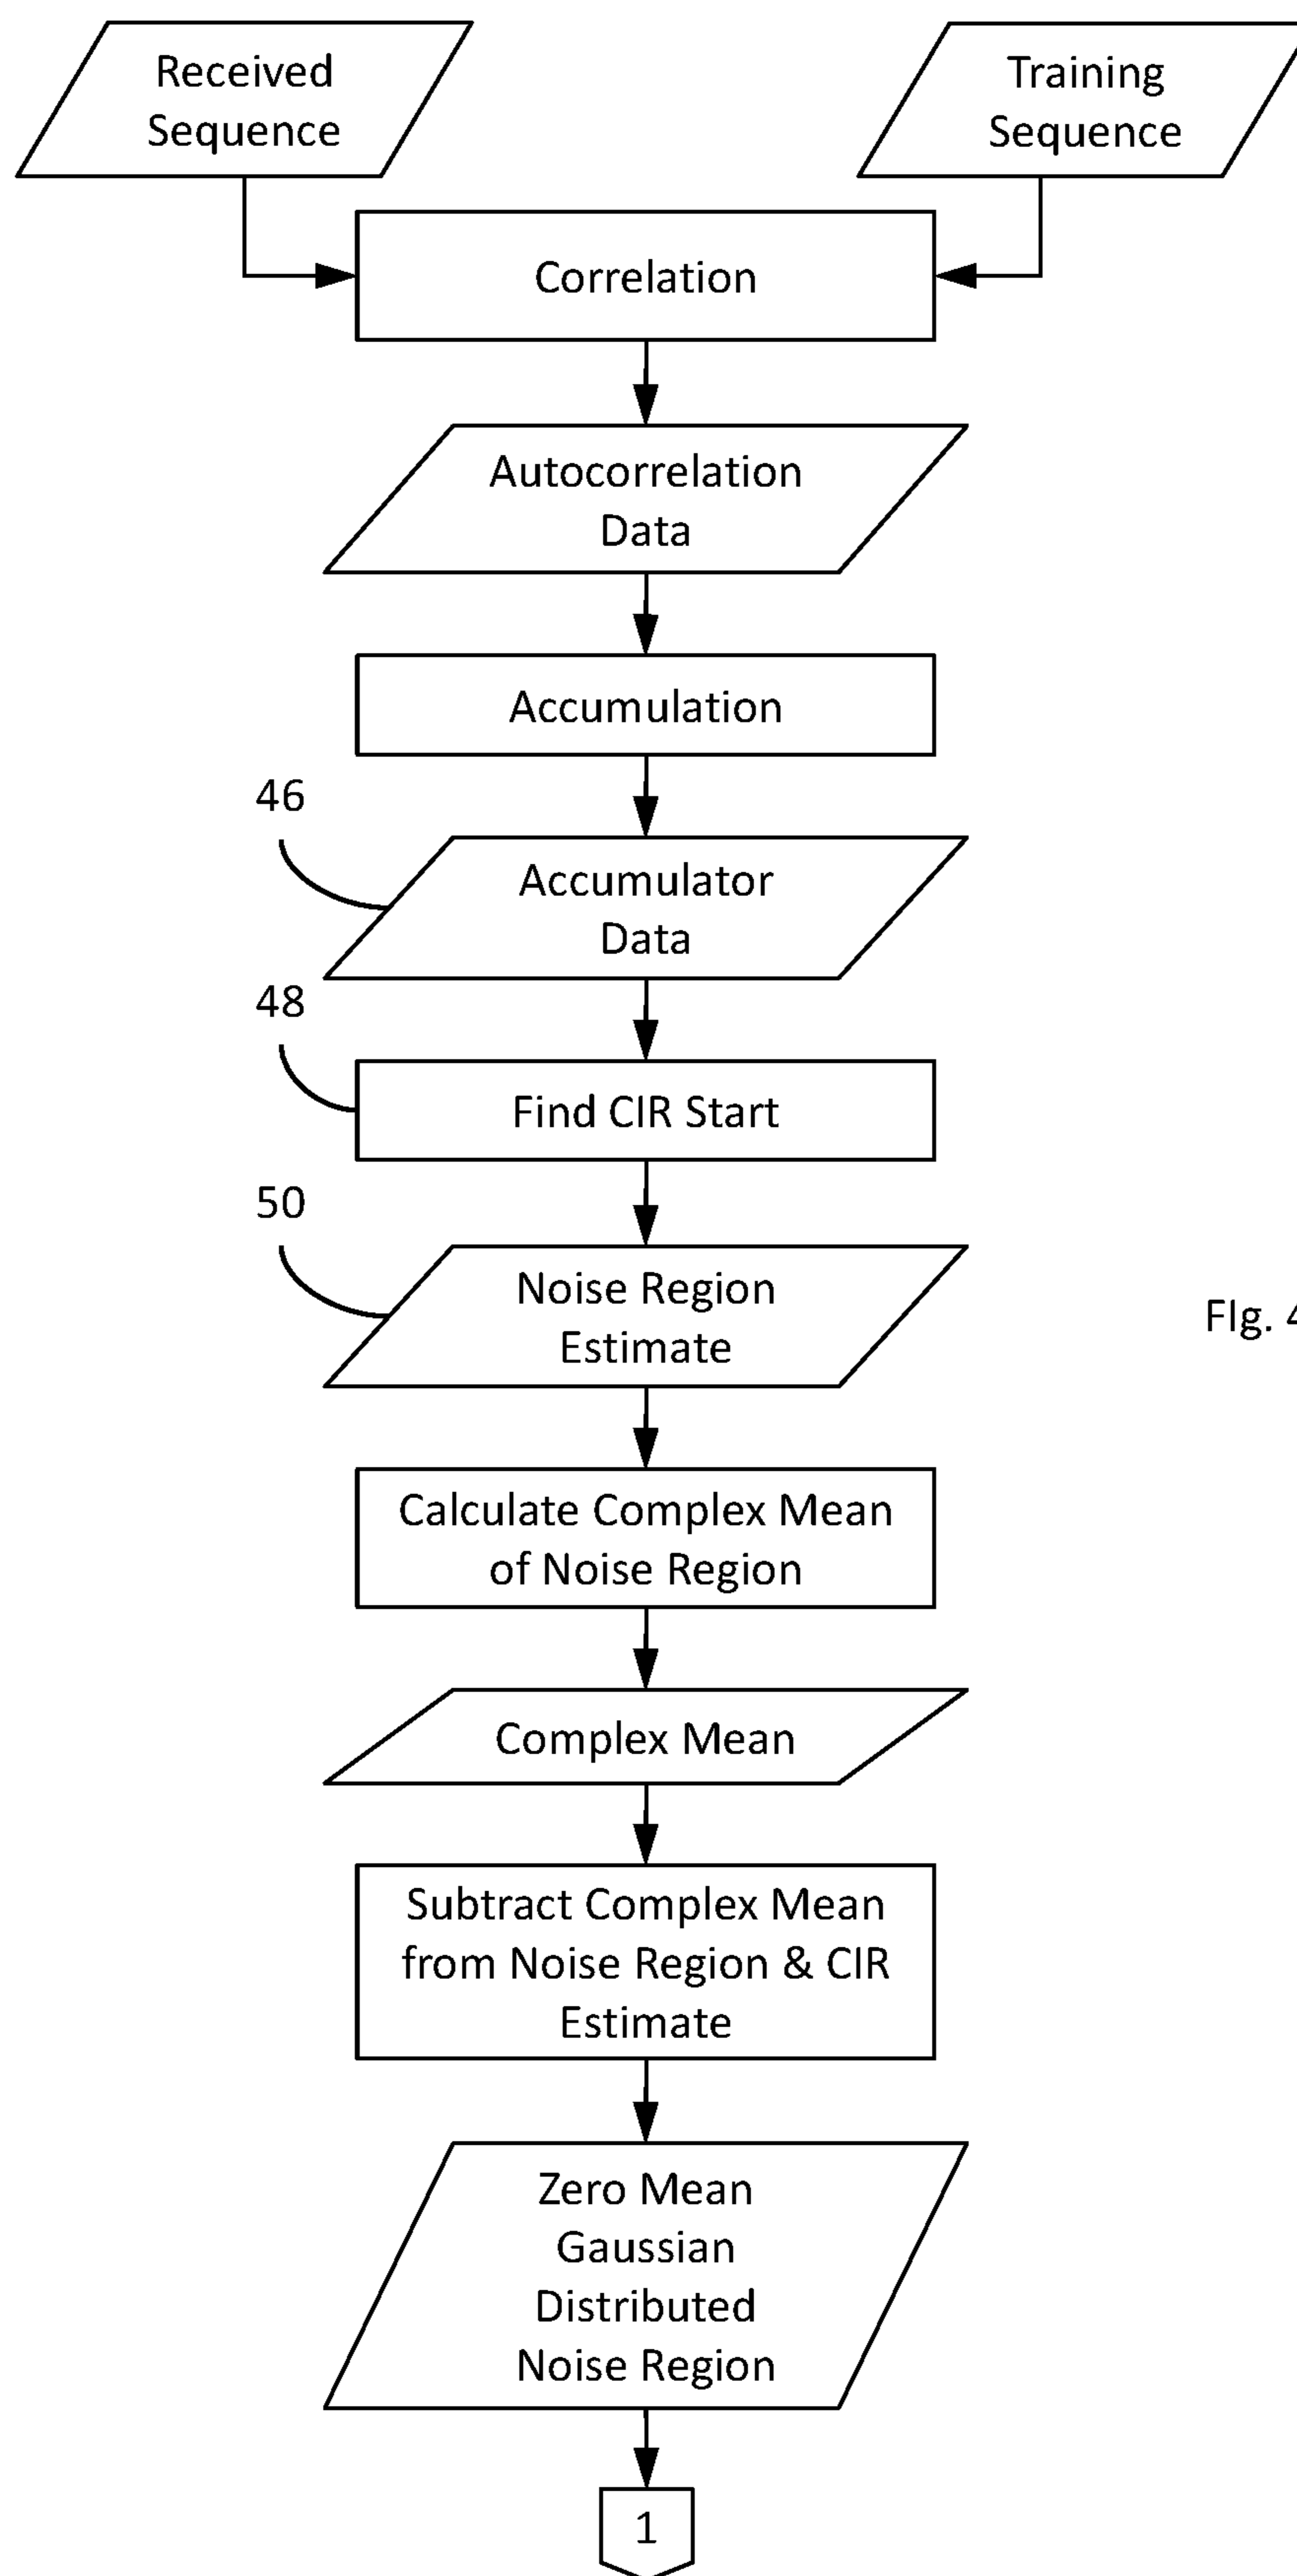 Received
Sequence
Training
Sequence
Correlation
Autocorrelation
Data
Accumulation
46
Accumulator
Data
48
Find CIR Start
50
Noise Region
Estimate
FIg. 4
Calculate Complex Mean
of Noise Region
Complex Mean
Subtract Complex Mean
from Noise Region & CIR
Estimate
Zero Mean
Gaussian
Distributed
Noise Region
1